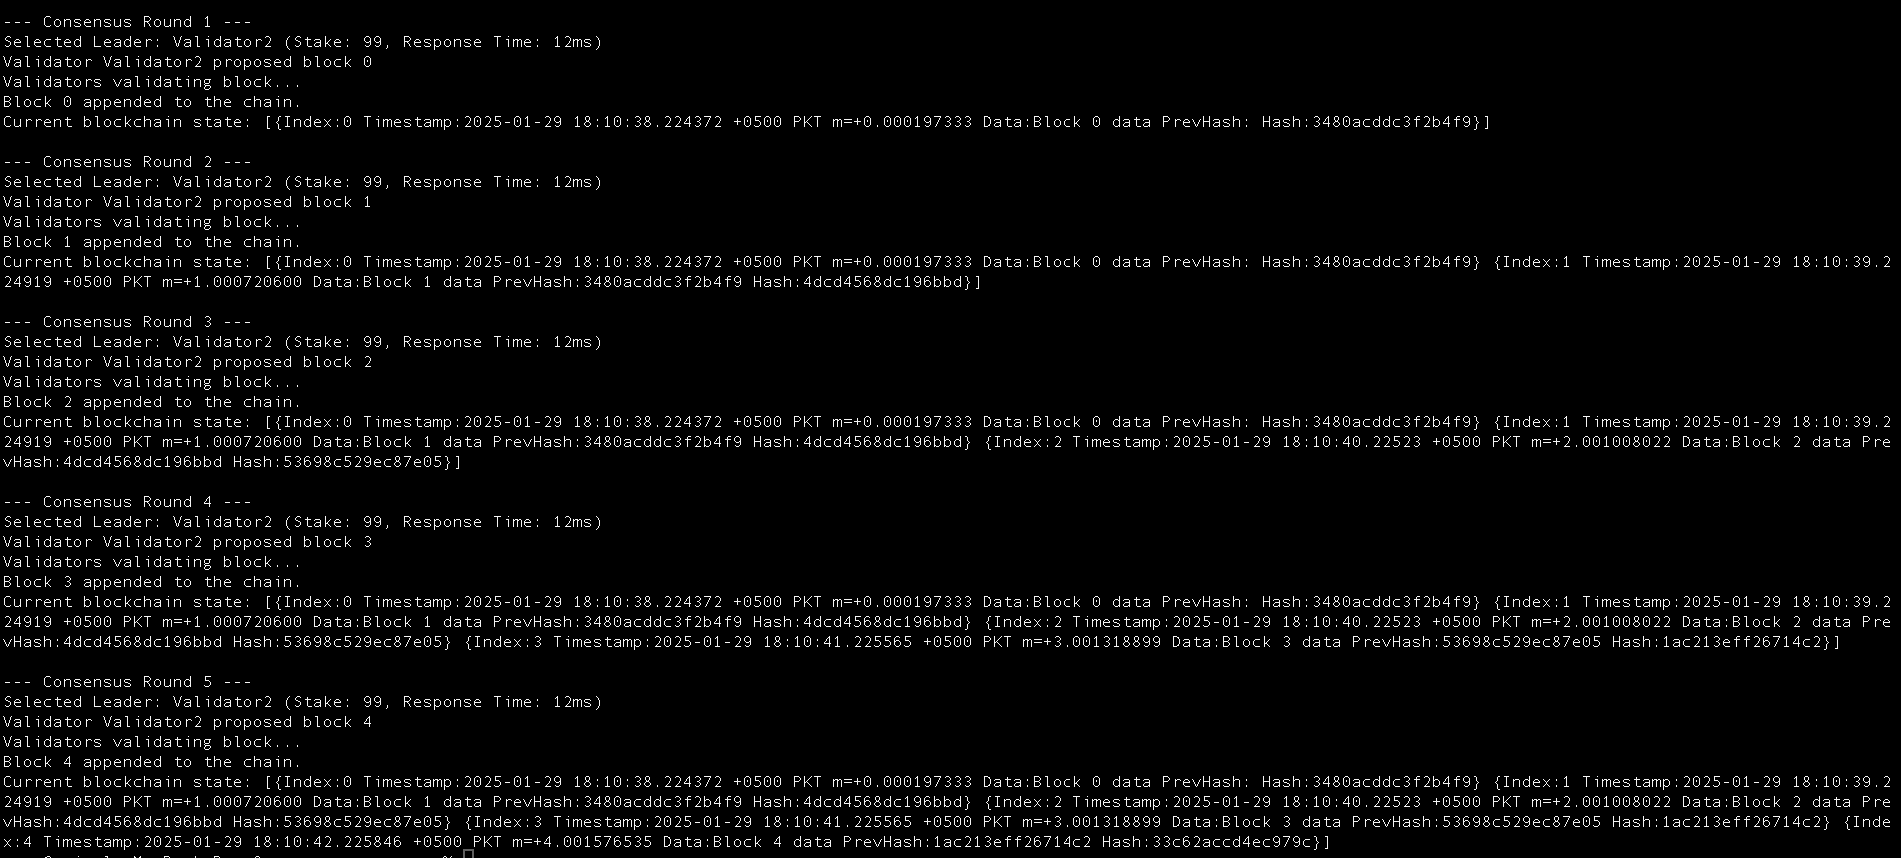 --- Consensus Round 1 ---
Selected Leader: Validator2 (Stake: 99, Response Time: 12ms)
Validator Validator2 proposed block 0
Validators validating block...
Block 0 appended to the chain.
Current blockchain state: [{Index:0 Timestamp:2025-01-29 18:10:38.224372 +0500 PKT m=+0.000197333 Data:Block 0 data PrevHash: Hash:3480acddc3f2b4f9}]
--- Consensus Round 2 ---
Selected Leader: Validator2 (Stake: 99, Response Time: 12ms)
Validator Validator2 proposed block 1
Validators validating block...
Block 1 appended to the chain.
Current blockchain state: [{Index:0 Timestamp:2025-01-29 18:10:38.224372 +0500 PKT m=+0.000197333 Data:Block 0 data PrevHash: Hash:3480acddc3f2b4f9} {Index:1 Timestamp:2025-01-29 18:10:39.2
24919 +0500 PKT m=+1.000720600 Data:Block 1 data PrevHash:3480acddc3f2b4f9 Hash:4dcd4568dc196bbd}]
--- Consensus Round 3 ---
Selected Leader: Validator2 (Stake: 99, Response Time: 12ms)
Validator Validator2 proposed block 2
Validators validating block...
Block 2 appended to the chain.
Current blockchain state: [{Index:0 Timestamp:2025-01-29 18:10:38.224372 +0500 PKT m=+0.000197333 Data:Block 0 data PrevHash: Hash:3480acddc3f2b4f9} {Index:1 Timestamp:2025-01-29 18:10:39.2
24919 +0500 PKT m=+1.000720600 Data:Block 1 data PrevHash:3480acddc3f2b4f9 Hash:4dcd4568dc196bbd} {Index:2 Timestamp:2025-01-29 18:10:40.22523 +0500 PKT m=+2.001008022 Data:Block 2 data Pre
vHash:4dcd4568dc196bbd Hash:53698c529ec87e05}]
--- Consensus Round 4 ---
Selected Leader: Validator2 (Stake: 99, Response Time: 12ms)
Validator Validator2 proposed block 3
Validators validating block...
Block 3 appended to the chain.
Current blockchain state: [{Index:0 Timestamp:2025-01-29 18:10:38.224372 +0500 PKT m=+0.000197333 Data:Block 0 data PrevHash: Hash:3480acddc3f2b4f9} {Index:1 Timestamp:2025-01-29 18:10:39.2
24919 +0500 PKT m=+1.000720600 Data:Block 1 data PrevHash:3480acddc3f2b4f9 Hash:4dcd4568dc196bbd} {Index:2 Timestamp:2025-01-29 18:10:40.22523 +0500 PKT m=+2.001008022 Data:Block 2 data Pre
vHash:4dcd4568dc196bbd Hash:53698c529ec87e05} {Index:3 Timestamp:2025-01-29 18:10:41.225565 +0500 PKT m=+3.001318899 Data:Block 3 data PrevHash:53698c529ec87e05 Hash:1ac213eff26714c2}]
--- Consensus Round 5 ---
Selected Leader: Validator2 (Stake: 99, Response Time: 12ms)
Validator Validator2 proposed block 4
Validators validating block...
Block 4 appended to the chain.
Current blockchain state: [{Index:0 Timestamp:2025-01-29 18:10:38.224372 +0500 PKT m=+0.000197333 Data:Block 0 data PrevHash: Hash:3480acddc3f2b4f9} {Index:1 Timestamp:2025-01-29 18:10:39.2
24919 +0500 PKT m=+1.000720600 Data:Block 1 data PrevHash:3480acddc3f2b4f9 Hash:4dcd4568dc196bbd} {Index:2 Timestamp:2025-01-29 18:10:40.22523 +0500 PKT m=+2.001008022 Data:Block 2 data Pre
vHash:4dcd4568dc196bbd Hash:53698c529ec87e05} {Index:3 Timestamp:2025-01-29 18:10:41.225565 +0500 PKT m=+3.001318899 Data:Block 3 data PrevHash:53698c529ec87e05 Hash:1ac213eff26714c2} {Inde
x:4 Timestamp:2025-01-29 18:10:42.225846 +0500 PKT m=+4.001576535 Data:Block 4 data PrevHash:1ac213eff26714c2 Hash:33c62accd4ec979c}]